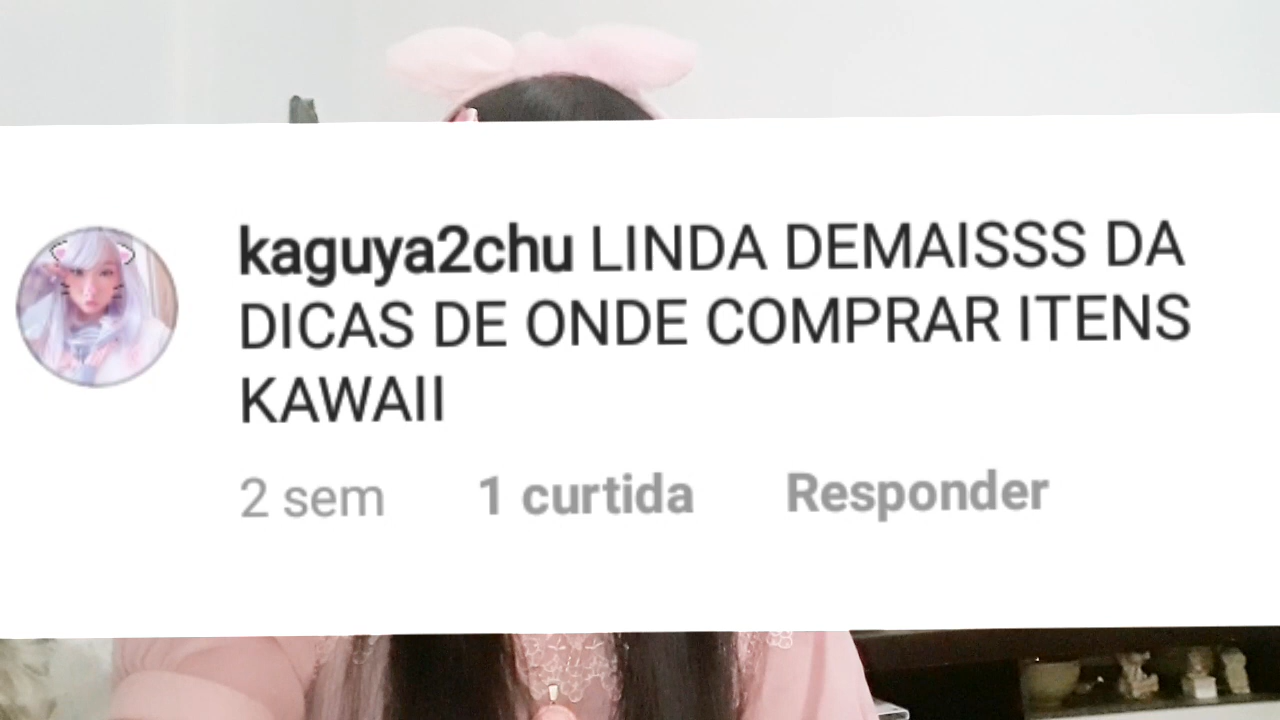 kaguya2chu LINDA DEMAISSS DA
DICAS DE ONDE COMPRAR ITENS
KAWAII
2 sem 1 curtida Responder